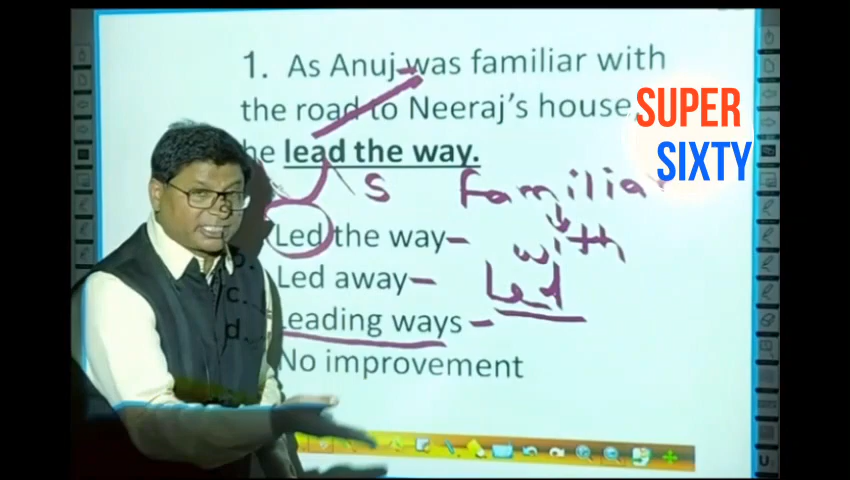 1. As Anuj was familiar with
the road to Neeraj's house,
he lead the way.
SUPER
SIXTY
S
familiar
with
Led the way
b.
Led away
Led
c.
Leading ways
d.
No improvement